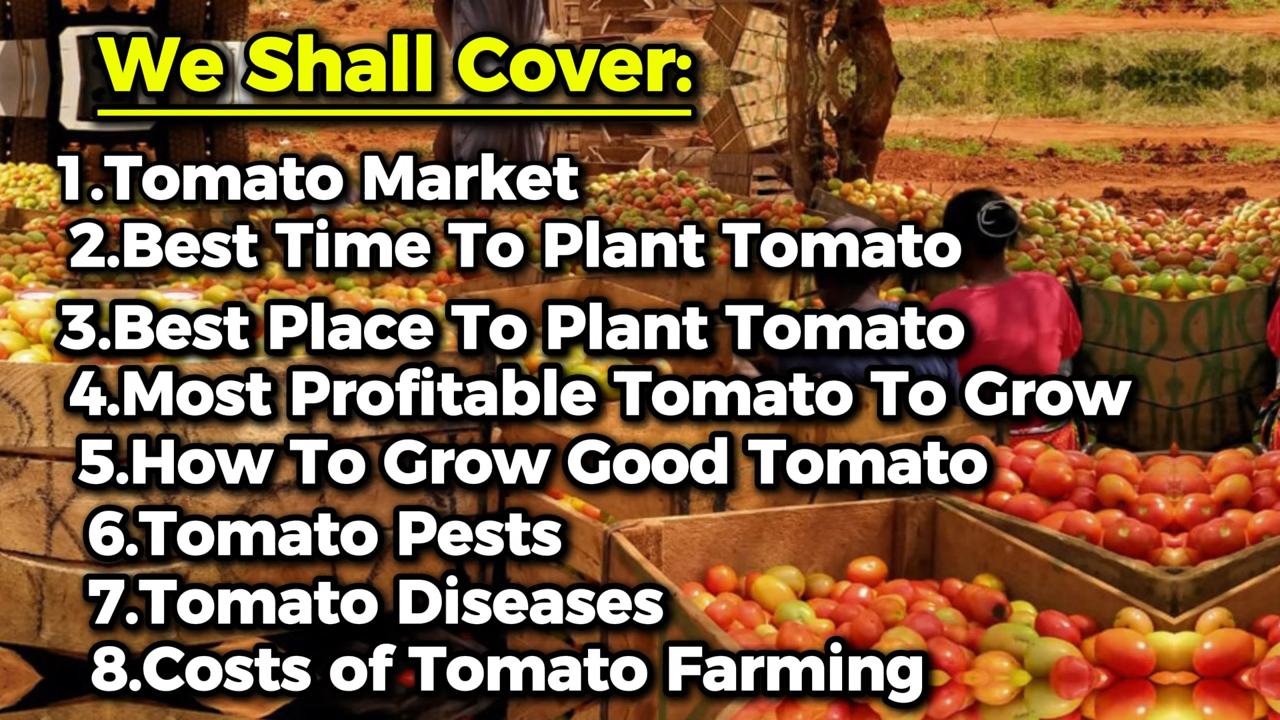 We Shall Cover:
1.Tomato Market
2.Best Time To Plant Tomato
3.Best Place To Plant Tomato
4.Most Profitable Tomato To Grow
5.How To Grow Good Tomato
6.Tomato Pests
7.Tomato Diseases
8.Costs of Tomato Farming